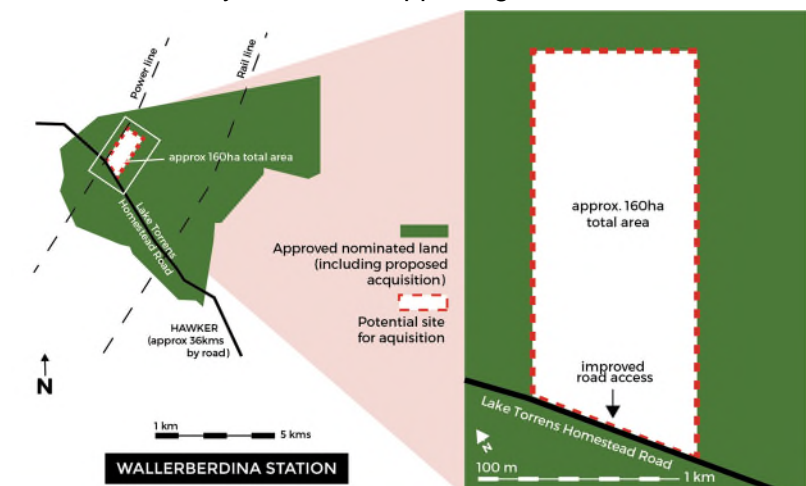 Power line
Rail line
approx 160ha total area
Lake Torrens
Homestead Road
HAWKER
(approx 36kms
by road)
N
1 km
5 kms
WALLERBERDINA STATION
Approved nominated land
(including proposed
acquisition)
Potential site
for aquisition
approx. 160ha
total area
improved
road access
Lake Torrens Homestead Road
N
100 m
1 km